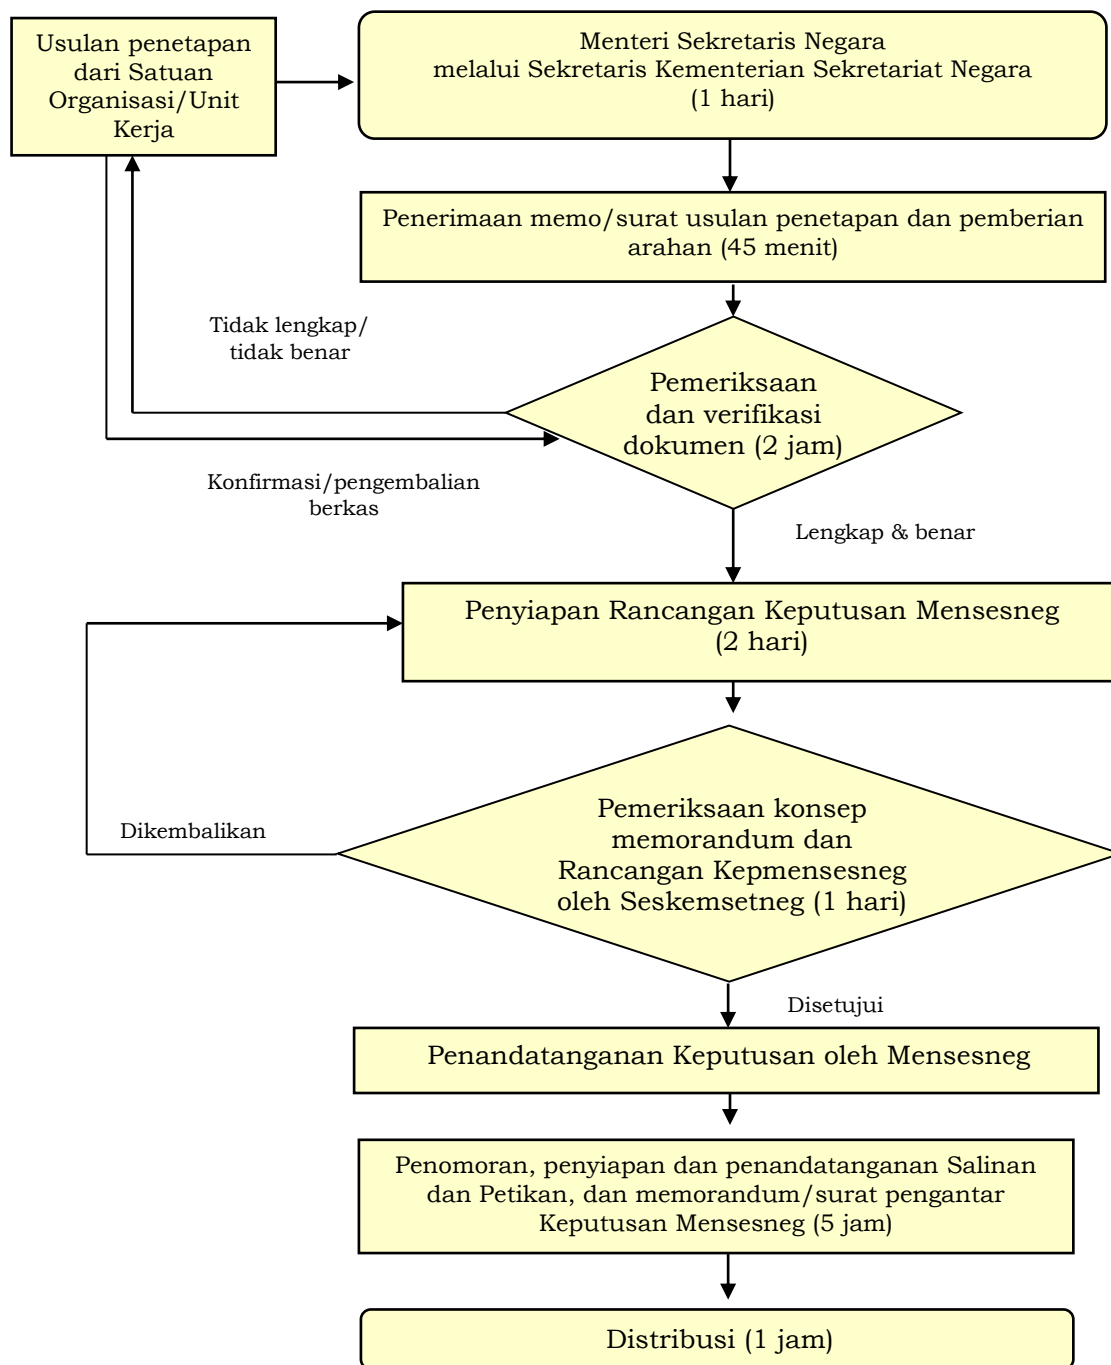 Usulan penetapan
dari Satuan
Organisasi/Unit
Kerja
Menteri Sekretaris Negara
melalui Sekretaris Kementerian Sekretariat Negara
(1 hari)
Penerimaan memo/surat usulan penetapan dan pemberian
arahan (45 menit)
Tidak lengkap/
tidak benar
Pemeriksaan
dan verifikasi
dokumen (2 jam)
Konfirmasi/pengembalian
berkas
Lengkap & benar
Penyiapan Rancangan Keputusan Mensesneg
(2 hari)
Dikembalikan
Pemeriksaan konsep
memorandum dan
Rancangan Kepmensesneg
oleh Seskemsetneg (1 hari)
Disetujui
Penandatanganan Keputusan oleh Mensesneg
Penomoran, penyiapan dan penandatanganan Salinan
dan Petikan, dan memorandum/surat pengantar
Keputusan Mensesneg (5 jam)
Distribusi (1 jam)